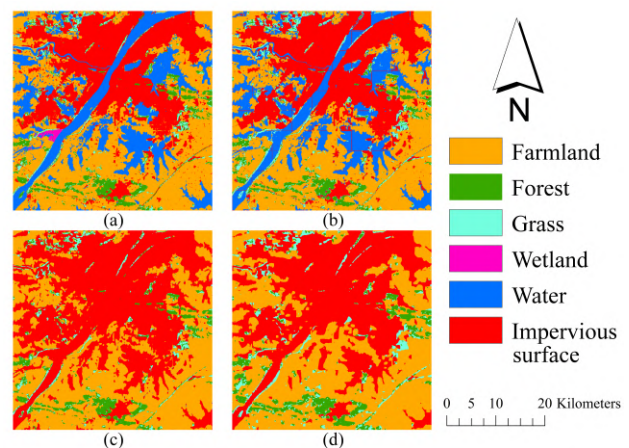 (a)
(b)
(c)
(d)
N
Farmland
Forest
Grass
Wetland
Water
Impervious
surface
0 5 10 20 Kilometers